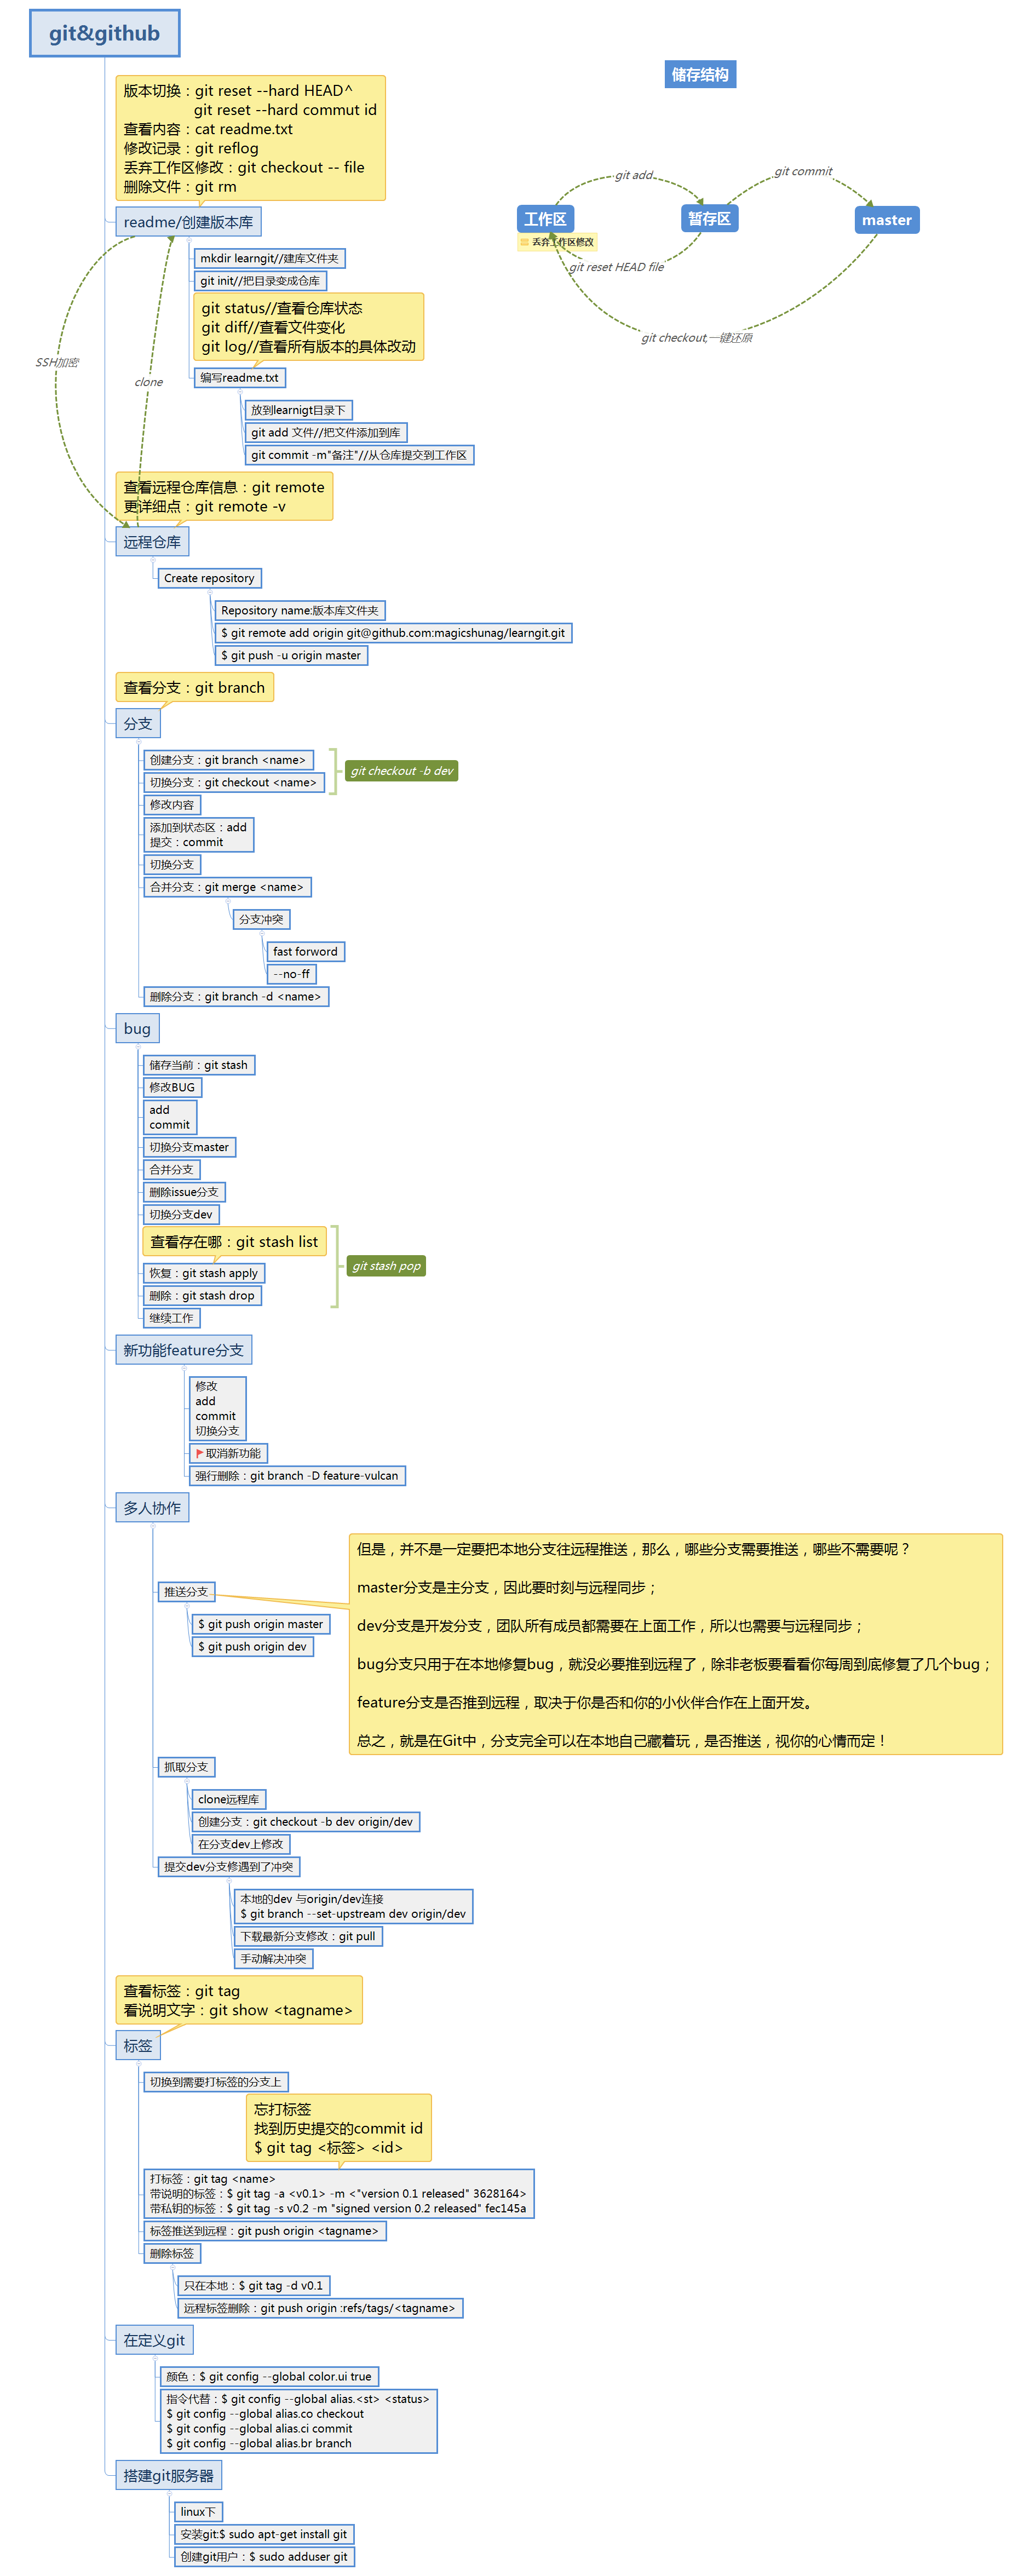 git&github
储存结构
版本切换：git reset --hard HEAD^
git reset --hard commut id
查看内容：cat readme.txt
修改记录：git reflog
丢弃工作区修改：git checkout -- file
删除文件：git rm
git add
git commit
工作区
暂存区
master
丢弃工作区修改
git reset HEAD file
git checkout,一键还原
readme/创建版本库
mkdir learngit//建库文件夹
git init//把目录变成仓库
git status//查看仓库状态
git diff//查看文件变化
git log//查看所有版本的具体改动
SSH加密
clone
编写readme.txt
放到learnigt目录下
git add 文件//把文件添加到库
git commit -m"备注"//从仓库提交到工作区
查看远程仓库信息：git remote
更详细点：git remote -v
远程仓库
Create repository
Repository name:版本库文件夹
$ git remote add origin git@github.com:magicshunag/learngit.git
$ git push -u origin master
查看分支：git branch
分支
创建分支：git branch <name>
切换分支：git checkout <name>
git checkout -b dev
修改内容
添加到状态区：add
提交：commit
切换分支
合并分支：git merge <name>
分支冲突
fast forword
--no-ff
删除分支：git branch -d <name>
bug
储存当前：git stash
修改BUG
add
commit
切换分支master
合并分支
删除issue分支
切换分支dev
查看存在哪：git stash list
恢复：git stash apply
git stash pop
删除：git stash drop
继续工作
新功能feature分支
修改
add
commit
切换分支
取消新功能
强行删除：git branch -D feature-vulcan
多人协作
推送分支
$ git push origin master
$ git push origin dev
但是，并不是一定要把本地分支往远程推送，那么，哪些分支需要推送，哪些不需要呢？
master分支是主分支，因此要时刻与远程同步；
dev分支是开发分支，团队所有成员都需要在上面工作，所以也需要与远程同步；
bug分支只用于在本地修复bug，就没必要推到远程了，除非老板要看看你每周到底修复了几个bug；
feature分支是否推到远程，取决于你是否和你的小伙伴合作在上面开发。
总之，就是在Git中，分支完全可以在本地自己藏着玩，是否推送，视你的心情而定！
抓取分支
clone远程库
创建分支：git checkout -b dev origin/dev
在分支dev上修改
提交dev分支修遇到了冲突
本地的dev 与origin/dev连接
$ git branch --set-upstream dev origin/dev
下载最新分支修改：git pull
手动解决冲突
查看标签：git tag
看说明文字：git show <tagname>
标签
切换到需要打标签的分支上
忘打标签
找到历史提交的commit id
$ git tag <标签> <id>
打标签：git tag <name>
带说明的标签：$ git tag -a <v0.1> -m <"version 0.1 released" 3628164>
带私钥的标签：$ git tag -s v0.2 -m "signed version 0.2 released" fec145a
标签推送到远程：git push origin <tagname>
删除标签
只在本地：$ git tag -d v0.1
远程标签删除：git push origin :refs/tags/<tagname>
在定义git
颜色：$ git config --global color.ui true
指令代替：$ git config --global alias.<st> <status>
$ git config --global alias.co checkout
$ git config --global alias.ci commit
$ git config --global alias.br branch
搭建git服务器
linux下
安装git:$ sudo apt-get install git
创建git用户：$ sudo adduser git